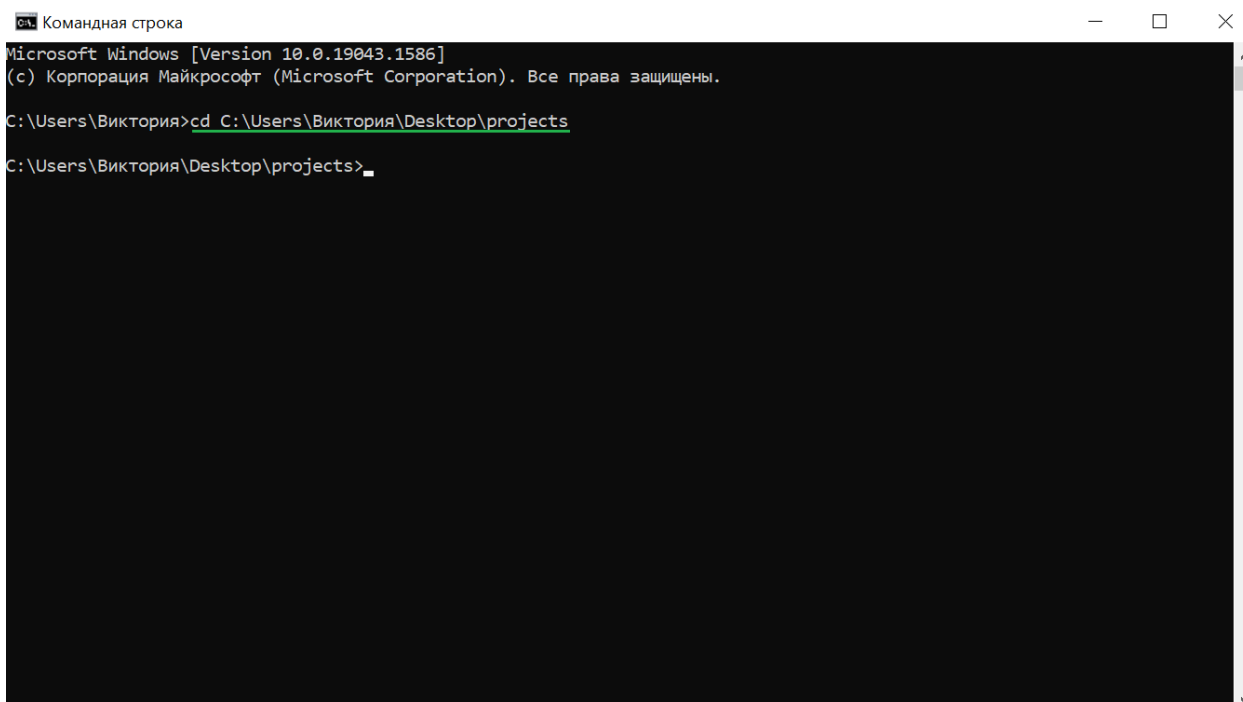 Командная строка
Microsoft Windows [Version 10.0.19043.1586]
(c) Корпорация Майкрософт (Microsoft Corporation). Все права защищены.
C:\Users\Виктория>cd C:\Users\Виктория\Desktop\projects
C:\Users\Виктория\Desktop\projects>